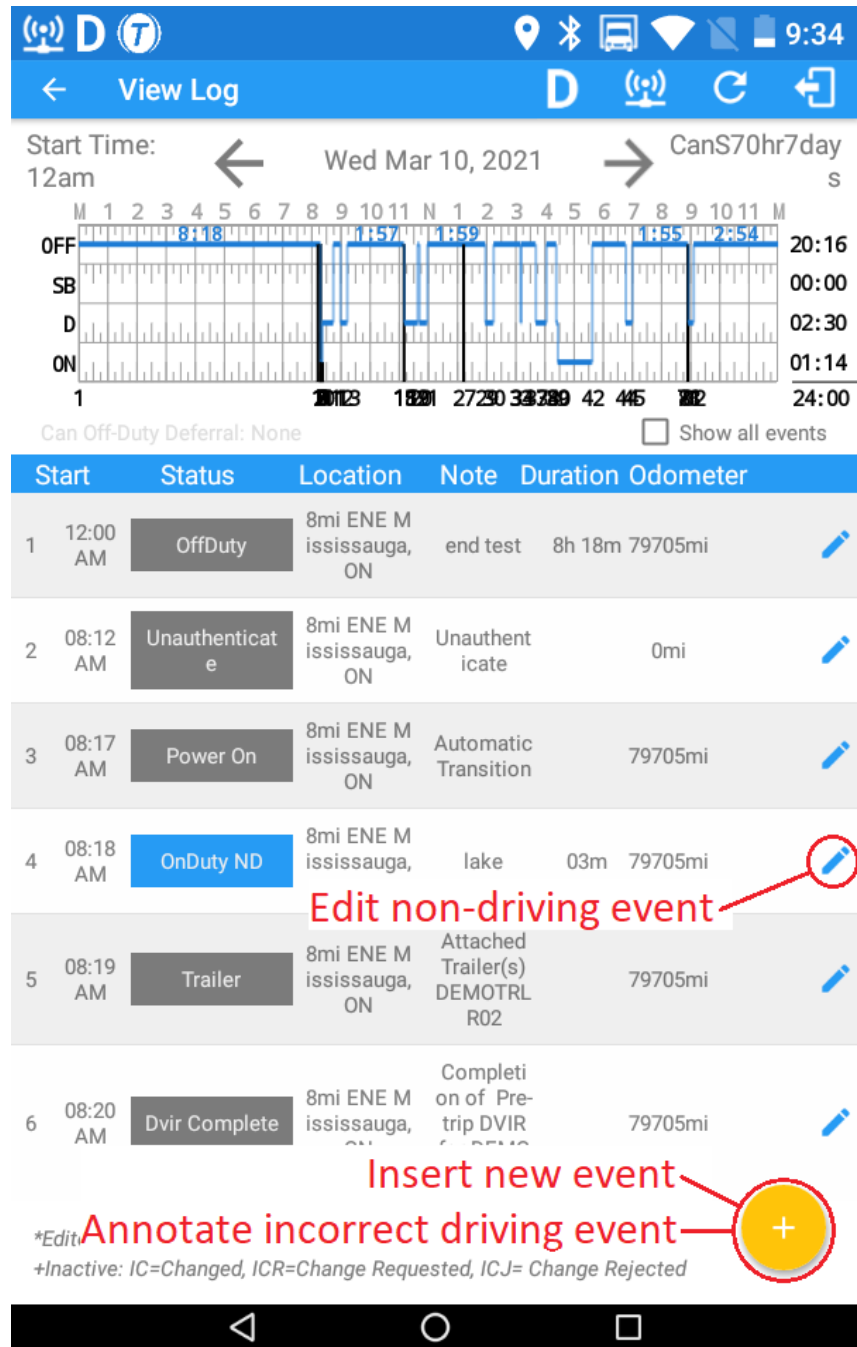 D T 9:34
View Log D
Start Time: 12am
Wed Mar 10, 2021
CanS70hr7days
M 1 2 3 4 5 6 7 8 9 10 11 N 1 2 3 4 5 6 7 8 9 10 11 M
8:18 1:57 1:59 1:55 2:54
OFF 20:16
SB 00:00
D 02:30
ON 01:14
1 27 30 42 24:00
Can Off-Duty Deferral: None Show all events
Start Status Location Note Duration Odometer
1 12:00 AM OffDuty 8mi ENE Mississauga, ON end test 8h 18m 79705mi
2 08:12 AM Unauthenticate 8mi ENE Mississauga, ON Unauthenticate 0mi
3 08:17 AM Power On 8mi ENE Mississauga, ON Automatic Transition 79705mi
4 08:18 AM OnDuty ND 8mi ENE Mississauga, lake 03m 79705mi
Edit non-driving event
5 08:19 AM Trailer 8mi ENE Mississauga, ON Attached Trailer(s) DEMOTRLR02 79705mi
6 08:20 AM Dvir Complete 8mi ENE Mississauga, Completion of Pre-trip DVIR 79705mi
Insert new event
+
Annotate incorrect driving event
+Inactive: IC=Changed, ICR=Change Requested, ICJ= Change Rejected